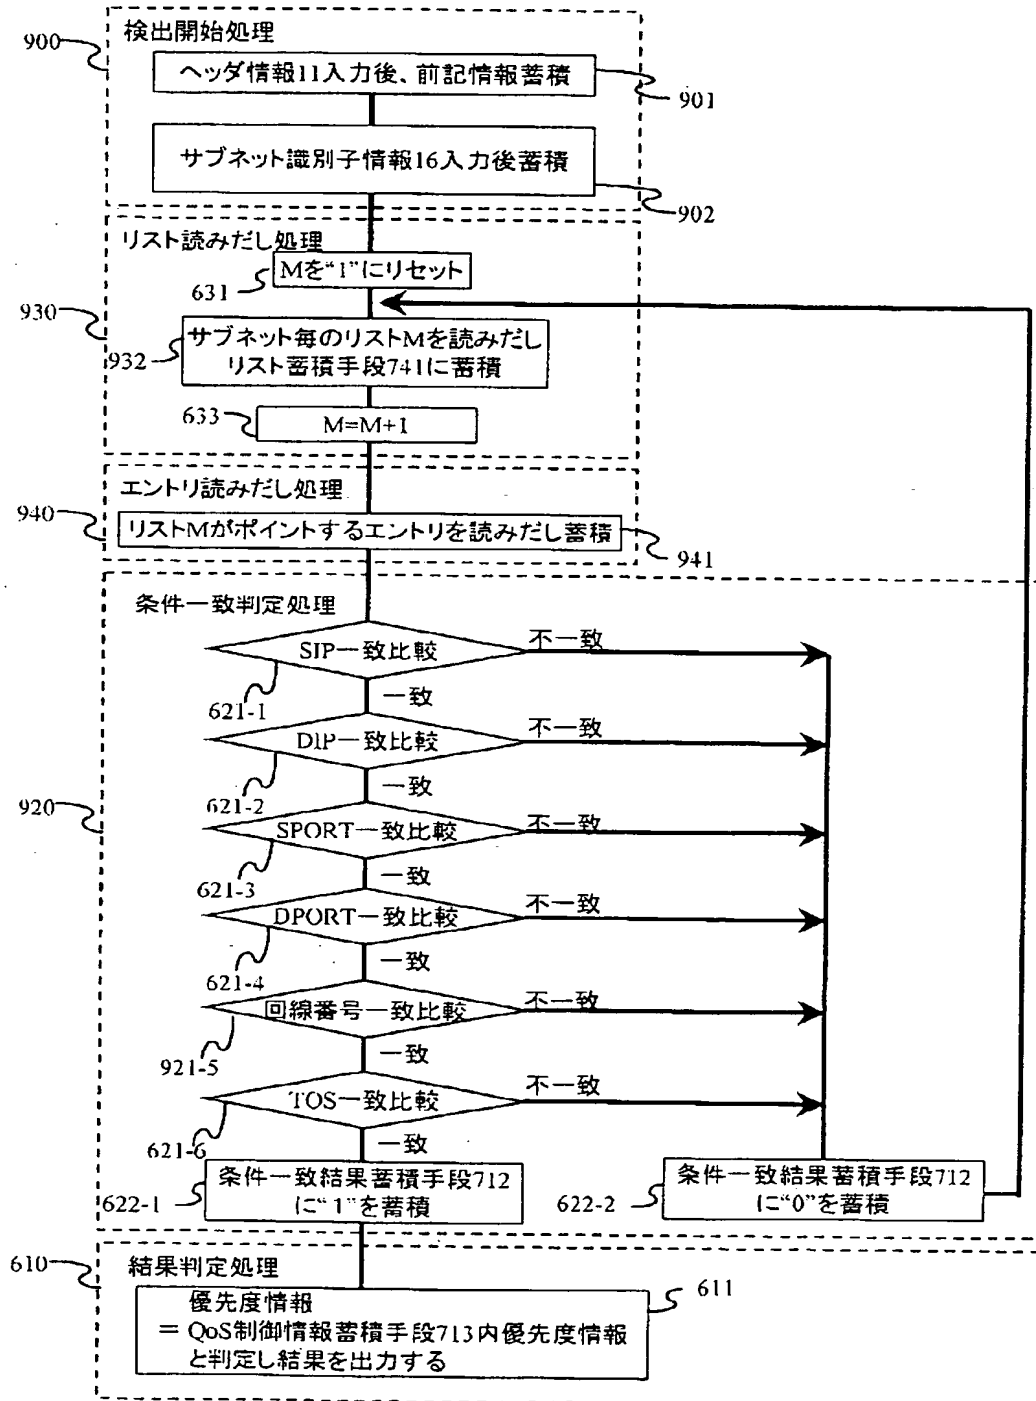 検出開始処理
900
ヘッダ情報11入力後、前記情報蓄積
901
サブネット識別子情報16入力後蓄積
902
リスト読みだし処理
Mを“1”にリセット
631
930
サブネット毎のリストMを読みだし
リスト蓄積手段741に蓄積
932
633
M=M+1
エントリ読みだし処理
940
リストMがポイントするエントリを読みだし蓄積
941
条件一致判定処理
SIP一致比較
不一致
621-1
一致
DIP一致比較
不一致
621-2
一致
920
SPORT一致比較
不一致
621-3
一致
DPORT一致比較
不一致
621-4
一致
回線番号一致比較
不一致
921-5
一致
TOS一致比較
不一致
621-6
一致
条件一致結果蓄積手段712
に“1”を蓄積
622-1
条件一致結果蓄積手段712
に“0”を蓄積
622-2
610
結果判定処理
611
優先度情報
= QoS制御情報蓄積手段713内優先度情報
と判定し結果を出力する